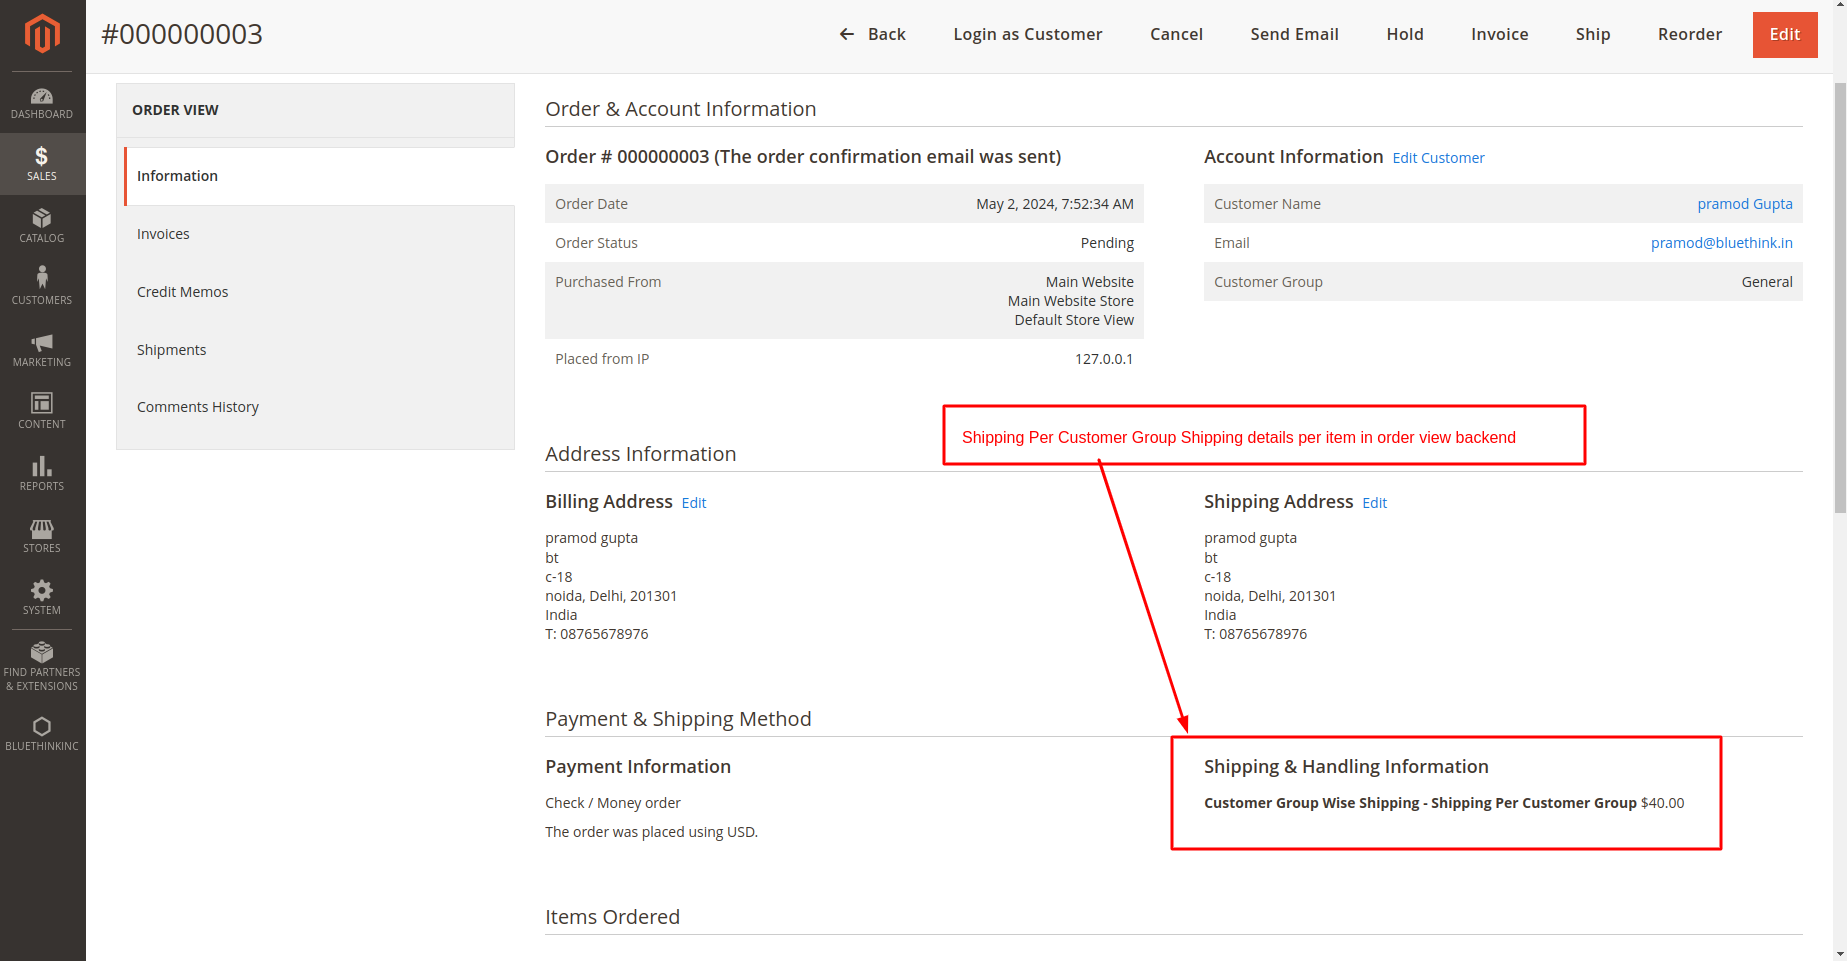 #000000003
Back
Login as Customer
Cancel
Send Email
Hold
Invoice
Ship
Reorder
Edit
DASHBOARD
$
SALES
CATALOG
CUSTOMERS
MARKETING
CONTENT
REPORTS
STORES
SYSTEM
FIND PARTNERS
& EXTENSIONS
BLUETHINKINC
ORDER VIEW
Information
Invoices
Credit Memos
Shipments
Comments History
Order & Account Information
Order # 000000003 (The order confirmation email was sent)
Order Date May 2, 2024, 7:52:34 AM
Order Status Pending
Purchased From Main Website
Main Website Store
Default Store View
Placed from IP 127.0.0.1
Account Information Edit Customer
Customer Name pramod Gupta
Email pramod@bluethink.in
Customer Group General
Shipping Per Customer Group Shipping details per item in order view backend
Address Information
Billing Address Edit
pramod gupta
bt
c-18
noida, Delhi, 201301
India
T: 08765678976
Shipping Address Edit
pramod gupta
bt
c-18
noida, Delhi, 201301
India
T: 08765678976
Payment & Shipping Method
Payment Information
Check / Money order
The order was placed using USD.
Shipping & Handling Information
Customer Group Wise Shipping - Shipping Per Customer Group $40.00
Items Ordered